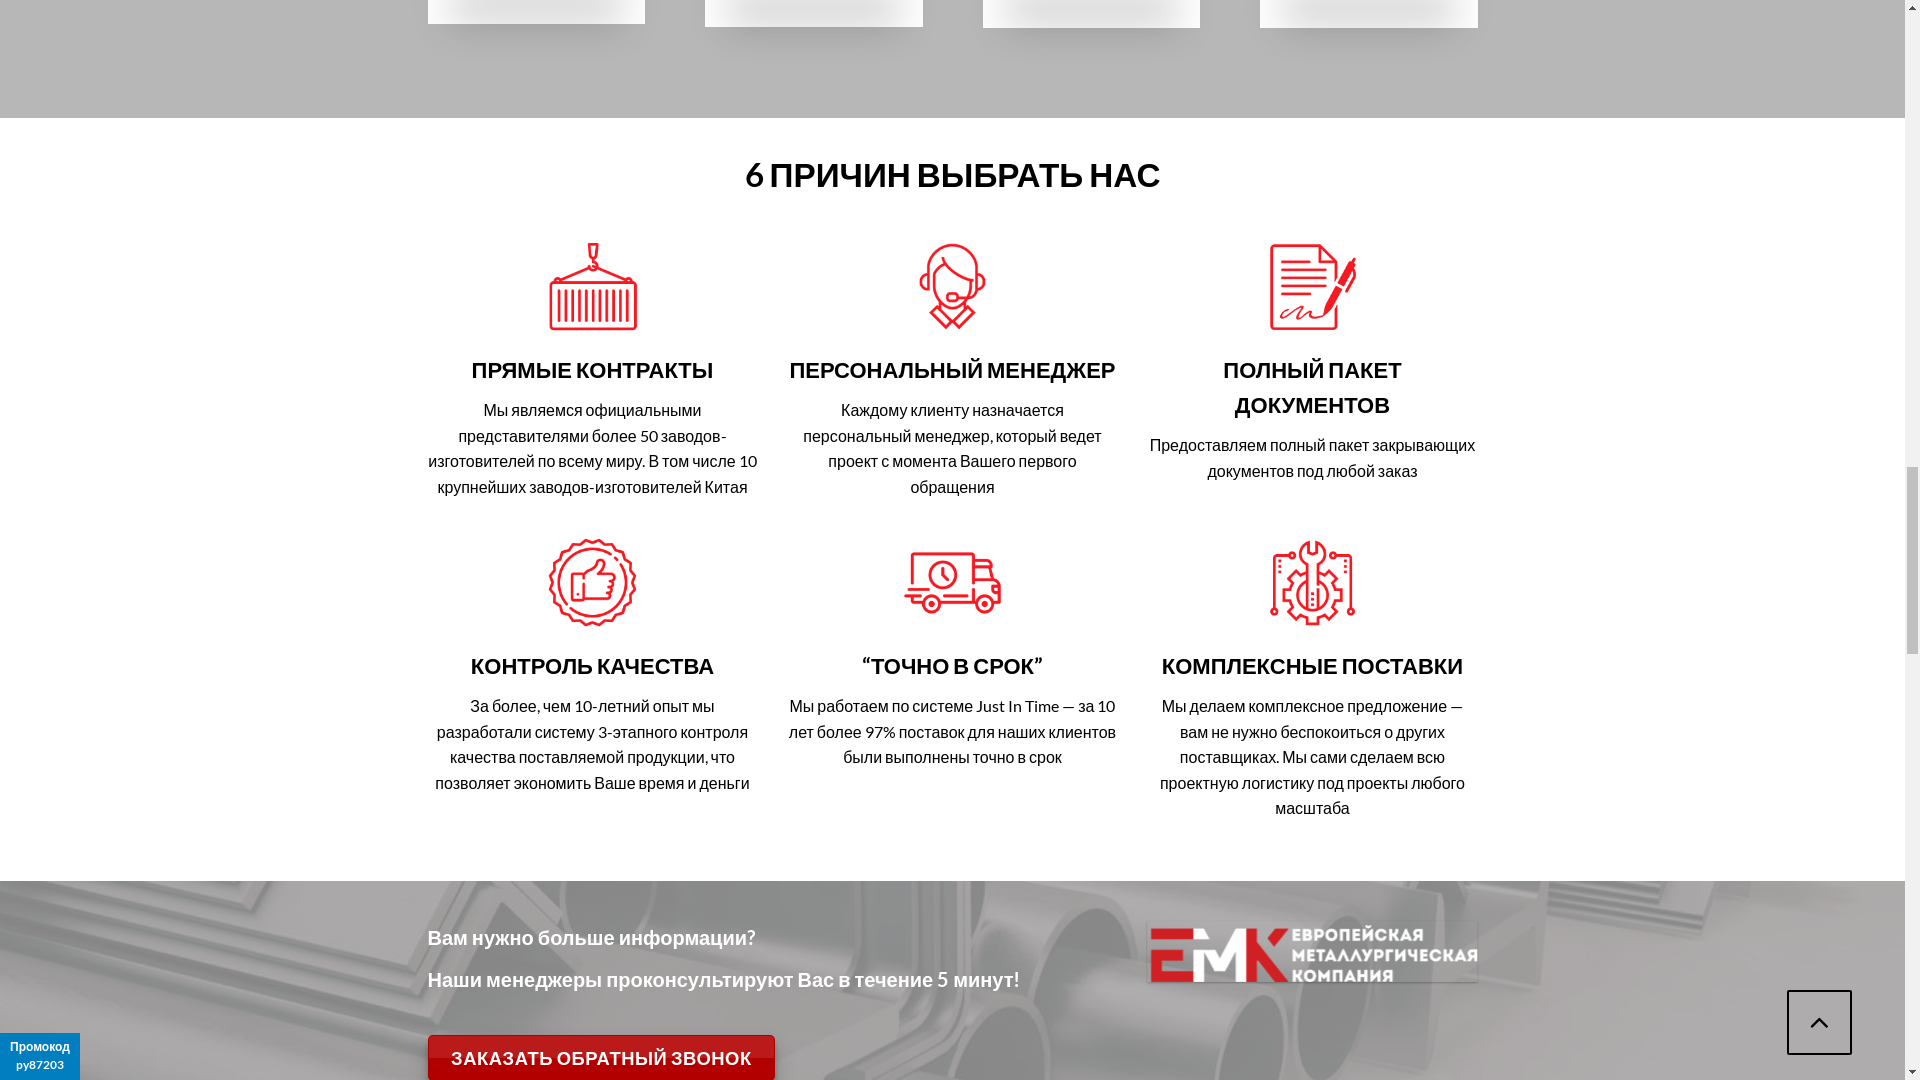 6 ПРИЧИН ВЫБРАТЬ НАС
ПРЯМЫЕ КОНТРАКТЫ
Мы являемся официальными
представителями более 50 заводов-
изготовителей по всему миру. В том числе 10
крупнейших заводов-изготовителей Китая
ПЕРСОНАЛЬНЫЙ МЕНЕДЖЕР
Каждому клиенту назначается
персональный менеджер, который ведет
проект с момента Вашего первого
обращения
ПОЛНЫЙ ПАКЕТ
ДОКУМЕНТОВ
Предоставляем полный пакет закрывающих
документов под любой заказ
КОНТРОЛЬ КАЧЕСТВА
За более, чем 10-летний опыт мы
разработали систему 3-этапного контроля
качества поставляемой продукции, что
позволяет экономить Ваше время и деньги
“ТОЧНО В СРОК”
Мы работаем по системе Just In Time — за 10
лет более 97% поставок для наших клиентов
были выполнены точно в срок
КОМПЛЕКСНЫЕ ПОСТАВКИ
Мы делаем комплексное предложение —
вам не нужно беспокоиться о других
поставщиках. Мы сами сделаем всю
проектную логистику под проекты любого
масштаба
Вам нужно больше информации?
Наши менеджеры проконсультируют Вас в течение 5 минут!
ЗАКАЗАТЬ ОБРАТНЫЙ ЗВОНОК
ЕМК
ЕВРОПЕЙСКАЯ
МЕТАЛЛУРГИЧЕСКАЯ
КОМПАНИЯ
Промокод
ру87203